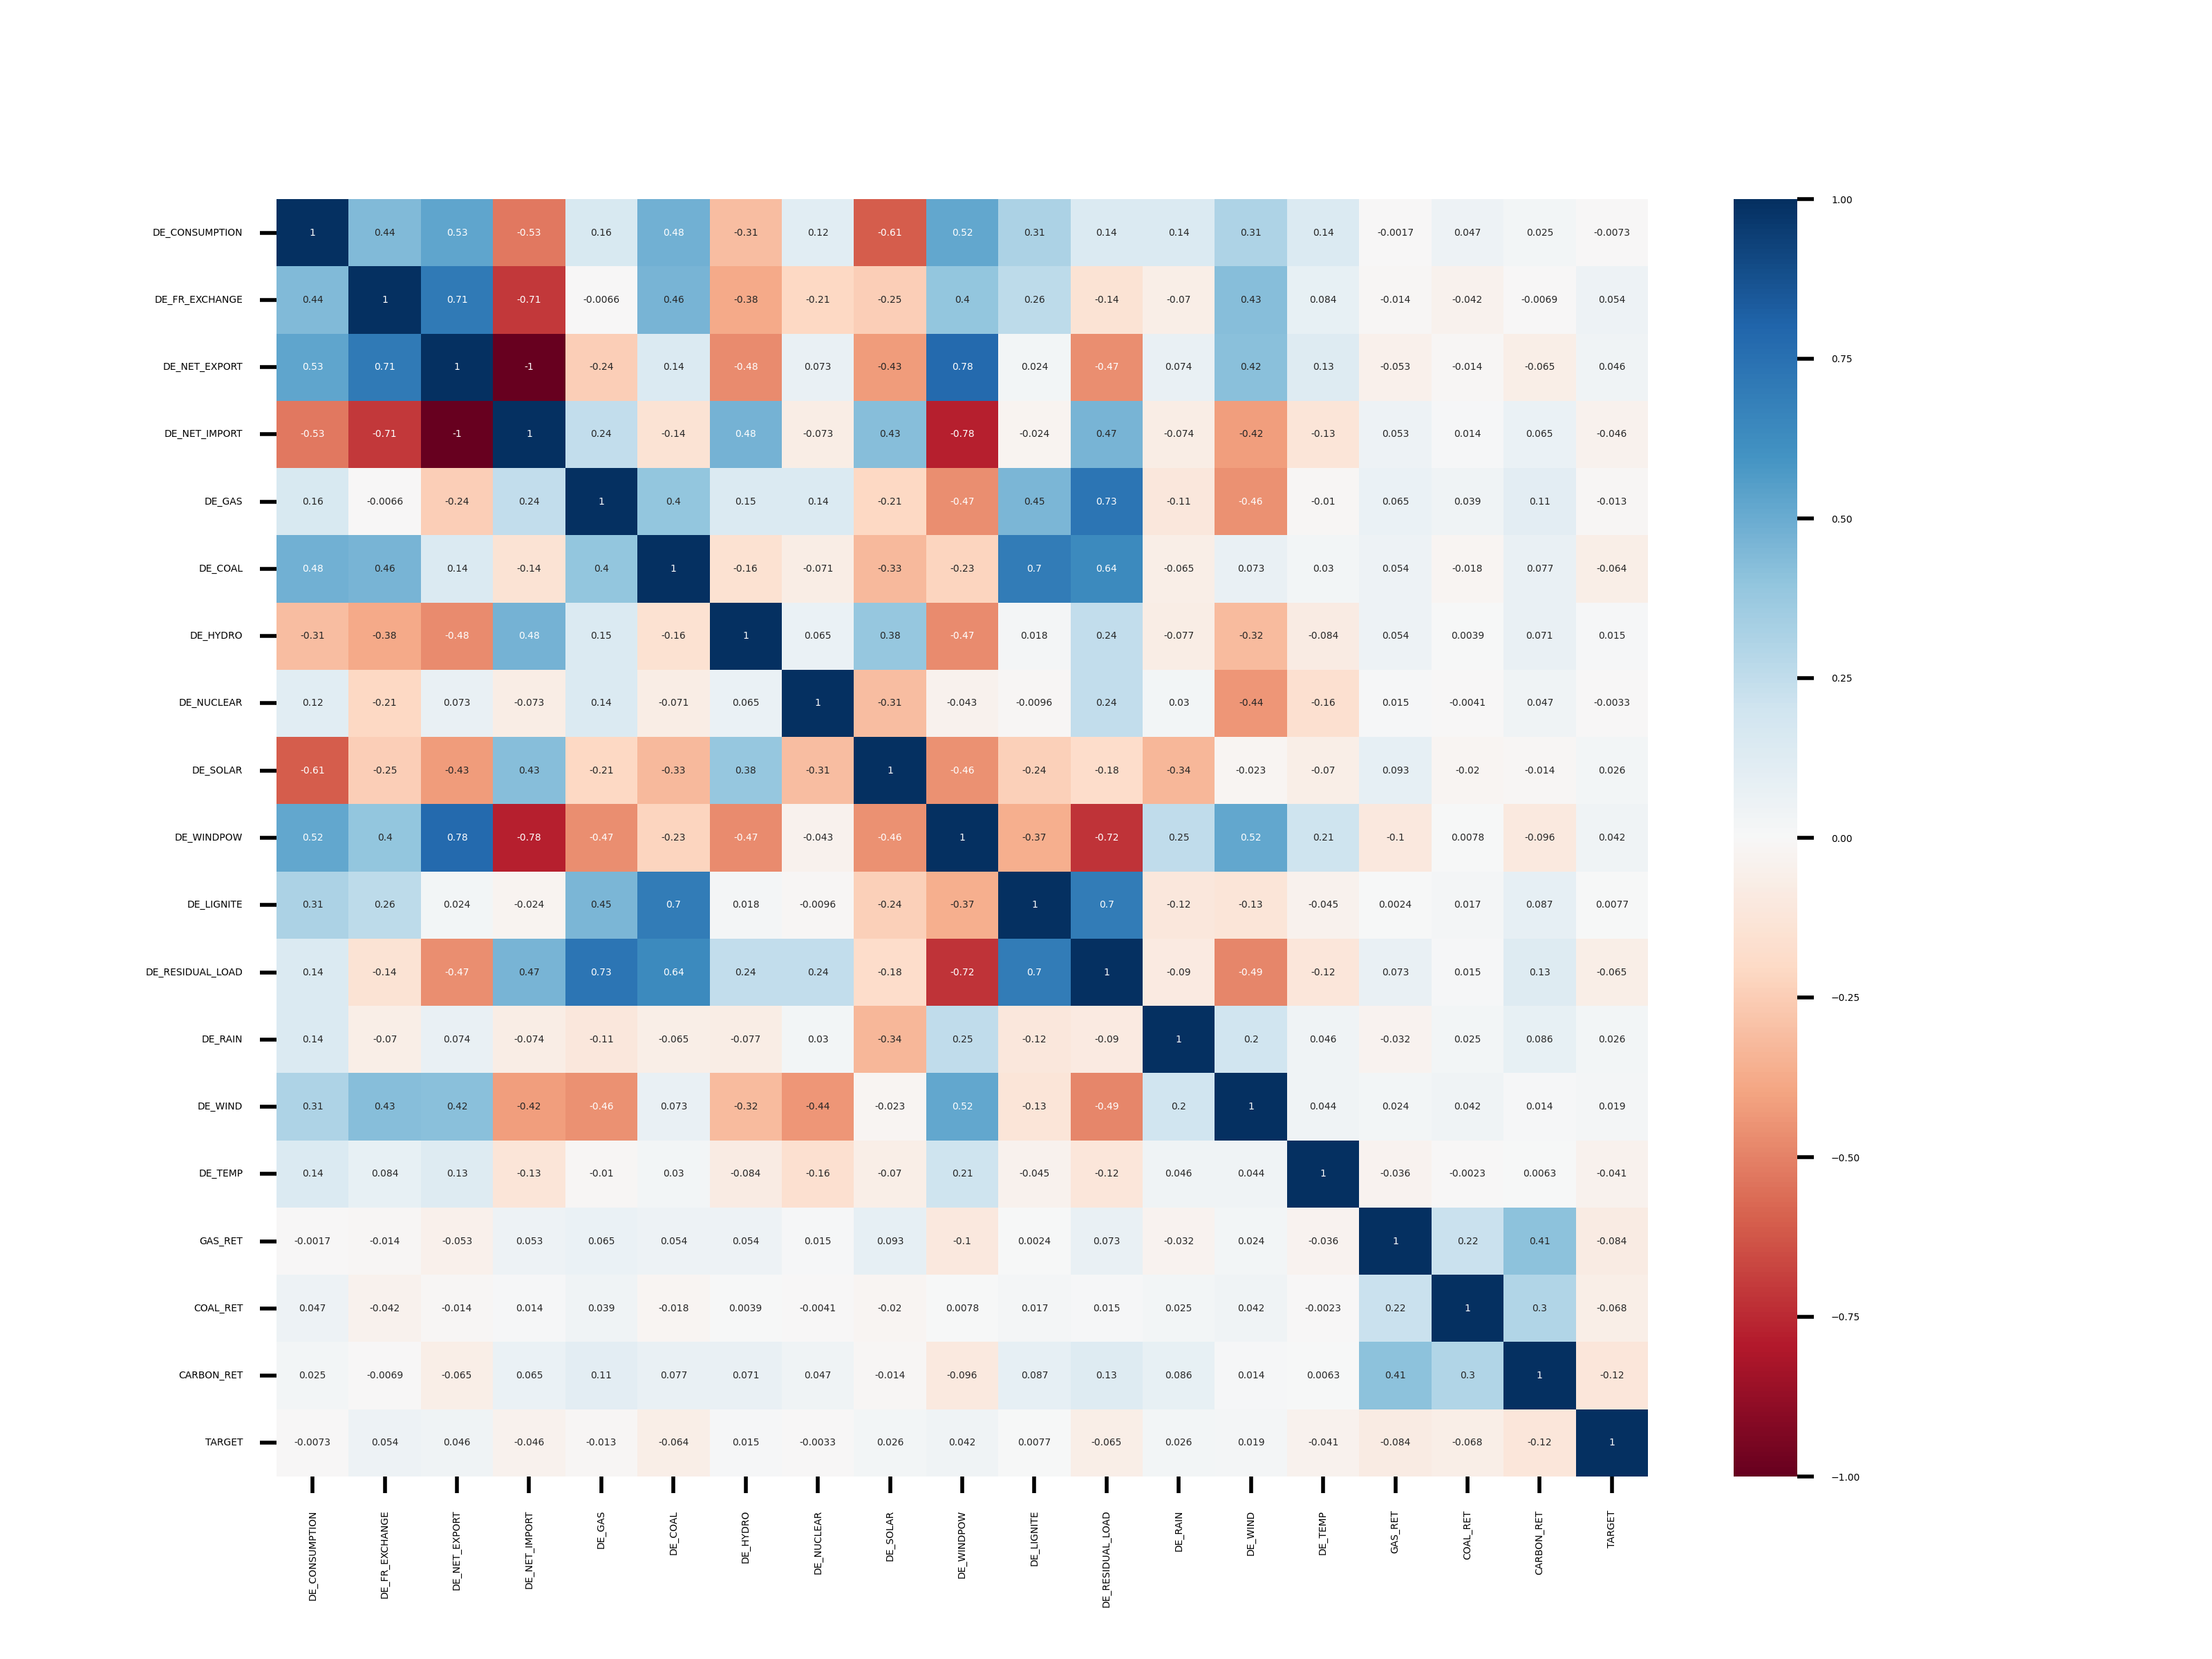 1.00
DE_CONSUMPTION 1 0.44 0.53 -0.53 0.16 0.48 -0.31 0.12 -0.61 0.52 0.31 0.14 0.14 0.31 0.14 -0.0017 0.047 0.025 -0.0073
DE_FR_EXCHANGE 0.44 1 0.71 -0.71 -0.0066 0.46 -0.38 -0.21 -0.25 0.4 0.26 -0.14 -0.07 0.43 0.084 -0.014 -0.042 -0.0069 0.054
0.75
DE_NET_EXPORT 0.53 0.71 1 -1 -0.24 0.14 -0.48 0.073 -0.43 0.78 0.024 -0.47 0.074 0.42 0.13 -0.053 -0.014 -0.065 0.046
DE_NET_IMPORT -0.53 -0.71 -1 1 0.24 -0.14 0.48 -0.073 0.43 -0.78 -0.024 0.47 -0.074 -0.42 -0.13 0.053 0.014 0.065 -0.046
DE_GAS 0.16 -0.0066 -0.24 0.24 1 0.4 0.15 0.14 -0.21 -0.47 0.45 0.73 -0.11 -0.46 -0.01 0.065 0.039 0.11 -0.013
0.50
DE_COAL 0.48 0.46 0.14 -0.14 0.4 1 -0.16 -0.071 -0.33 -0.23 0.7 0.64 -0.065 0.073 0.03 0.054 -0.018 0.077 -0.064
DE_HYDRO -0.31 -0.38 -0.48 0.48 0.15 -0.16 1 0.065 0.38 -0.47 0.018 0.24 -0.077 -0.32 -0.084 0.054 0.0039 0.071 0.015
0.25
DE_NUCLEAR 0.12 -0.21 0.073 -0.073 0.14 -0.071 0.065 1 -0.31 -0.043 -0.0096 0.24 0.03 -0.44 -0.16 0.015 -0.0041 0.047 -0.0033
DE_SOLAR -0.61 -0.25 -0.43 0.43 -0.21 -0.33 0.38 -0.31 1 -0.46 -0.24 -0.18 -0.34 -0.023 -0.07 0.093 -0.02 -0.014 0.026
DE_WINDPOW 0.52 0.4 0.78 -0.78 -0.47 -0.23 -0.47 -0.043 -0.46 1 -0.37 -0.72 0.25 0.52 0.21 -0.1 0.0078 -0.096 0.042
0.00
DE_LIGNITE 0.31 0.26 0.024 -0.024 0.45 0.7 0.018 -0.0096 -0.24 -0.37 1 0.7 -0.12 -0.13 -0.045 0.0024 0.017 0.087 0.0077
DE_RESIDUAL_LOAD 0.14 -0.14 -0.47 0.47 0.73 0.64 0.24 0.24 -0.18 -0.72 0.7 1 -0.09 -0.49 -0.12 0.073 0.015 0.13 -0.065
−0.25
DE_RAIN 0.14 -0.07 0.074 -0.074 -0.11 -0.065 -0.077 0.03 -0.34 0.25 -0.12 -0.09 1 0.2 0.046 -0.032 0.025 0.086 0.026
DE_WIND 0.31 0.43 0.42 -0.42 -0.46 0.073 -0.32 -0.44 -0.023 0.52 -0.13 -0.49 0.2 1 0.044 0.024 0.042 0.014 0.019
−0.50
DE_TEMP 0.14 0.084 0.13 -0.13 -0.01 0.03 -0.084 -0.16 -0.07 0.21 -0.045 -0.12 0.046 0.044 1 -0.036 -0.0023 0.0063 -0.041
GAS_RET -0.0017 -0.014 -0.053 0.053 0.065 0.054 0.054 0.015 0.093 -0.1 0.0024 0.073 -0.032 0.024 -0.036 1 0.22 0.41 -0.084
COAL_RET 0.047 -0.042 -0.014 0.014 0.039 -0.018 0.0039 -0.0041 -0.02 0.0078 0.017 0.015 0.025 0.042 -0.0023 0.22 1 0.3 -0.068
−0.75
CARBON_RET 0.025 -0.0069 -0.065 0.065 0.11 0.077 0.071 0.047 -0.014 -0.096 0.087 0.13 0.086 0.014 0.0063 0.41 0.3 1 -0.12
TARGET -0.0073 0.054 0.046 -0.046 -0.013 -0.064 0.015 -0.0033 0.026 0.042 0.0077 -0.065 0.026 0.019 -0.041 -0.084 -0.068 -0.12 1
−1.00
DE_CONSUMPTION
DE_FR_EXCHANGE
DE_NET_EXPORT
DE_NET_IMPORT
DE_GAS
DE_COAL
DE_HYDRO
DE_NUCLEAR
DE_SOLAR
DE_WINDPOW
DE_LIGNITE
DE_RESIDUAL_LOAD
DE_RAIN
DE_WIND
DE_TEMP
GAS_RET
COAL_RET
CARBON_RET
TARGET